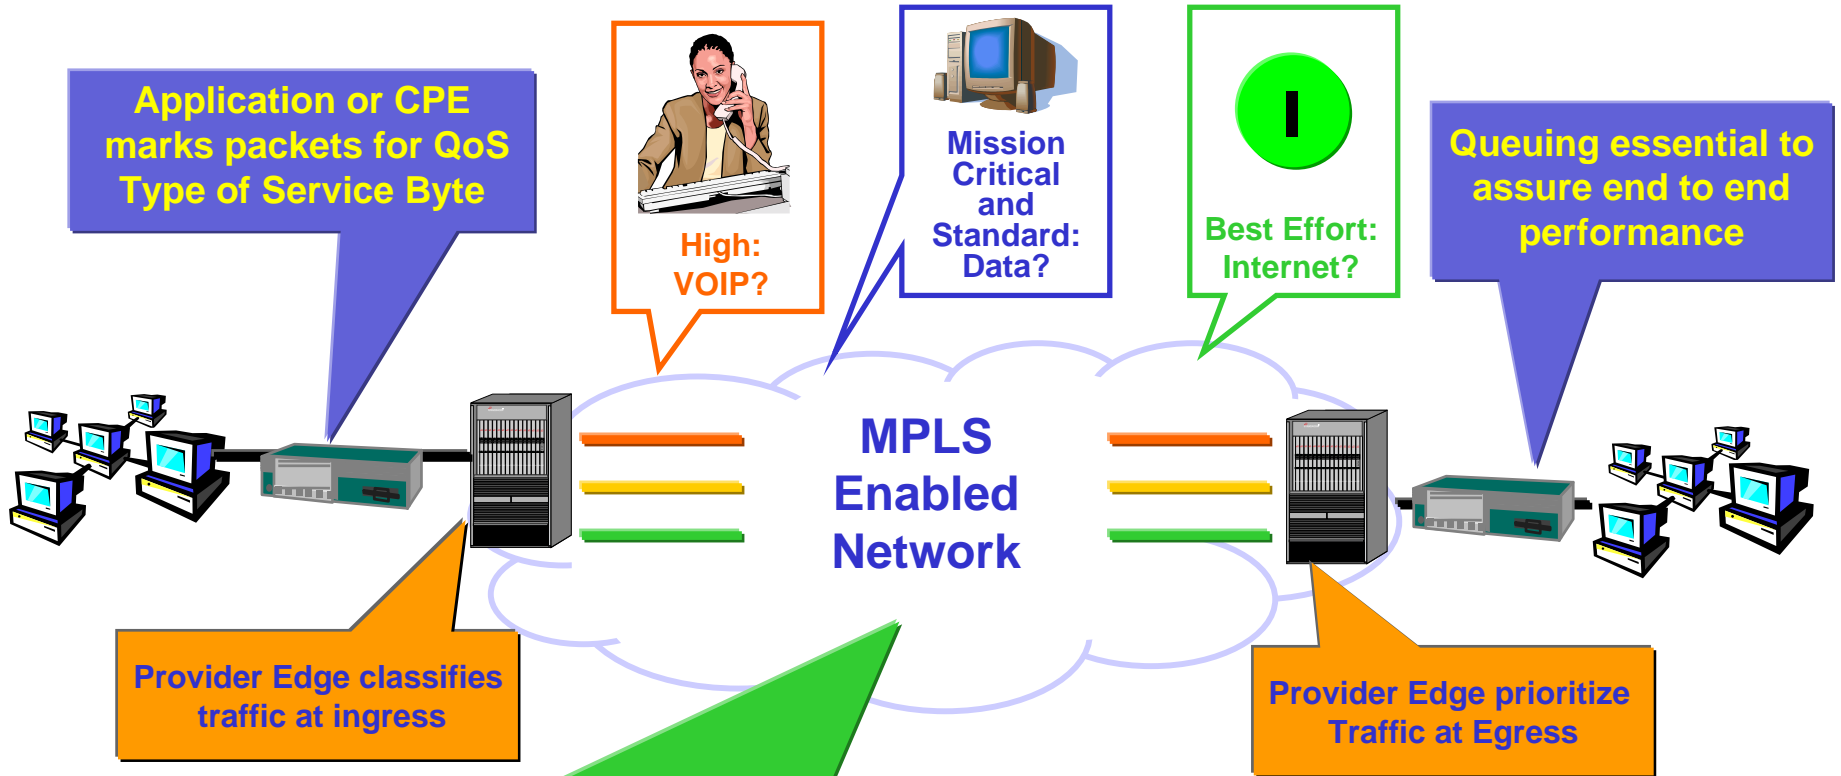 Application or CPE
marks packets for QoS
Type of Service Byte
High:
VOIP?
Mission
Critical
and
Standard:
Data?
I
Best Effort:
Internet?
Queuing essential to
assure end to end
performance
MPLS
Enabled
Network
Provider Edge classifies
traffic at ingress
Provider Edge prioritize
Traffic at Egress